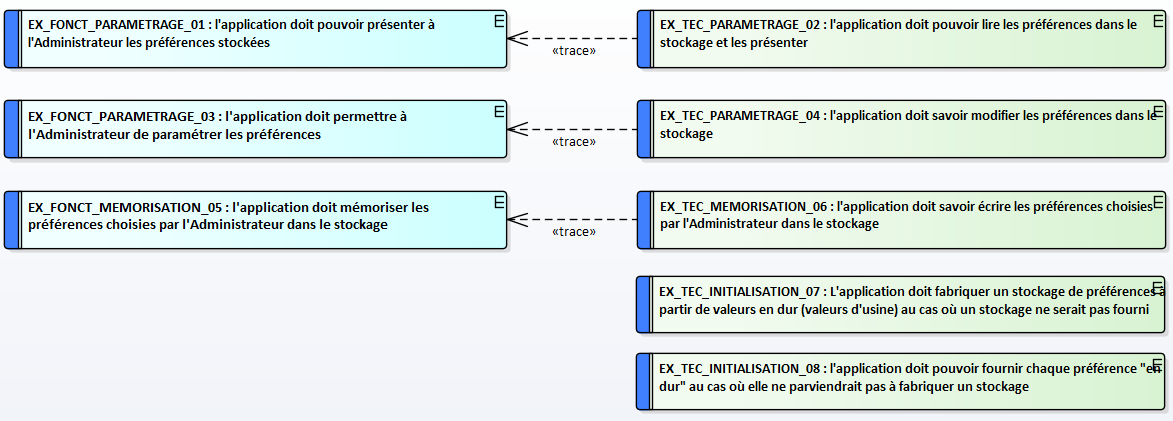 EX_FONCT_PARAMETRAGE_01 : l'application doit pouvoir présenter à
l'Administrateur les préférences stockées
E
«trace»
EX_TEC_PARAMETRAGE_02 : l'application doit pouvoir lire les préférences dans le
stockage et les présenter
E
EX_FONCT_PARAMETRAGE_03 : l'application doit permettre à
l'Administrateur de paramétrer les préférences
E
«trace»
EX_TEC_PARAMETRAGE_04 : l'application doit savoir modifier les préférences dans le
stockage
E
EX_FONCT_MEMORISATION_05 : l'application doit mémoriser les
préférences choisies par l'Administrateur dans le stockage
E
«trace»
EX_TEC_MEMORISATION_06 : l'application doit savoir écrire les préférences choisies
par l'Administrateur dans le stockage
E
EX_TEC_INITIALISATION_07 : L'application doit fabriquer un stockage de préférences à
partir de valeurs en dur (valeurs d'usine) au cas où un stockage ne serait pas fourni
E
EX_TEC_INITIALISATION_08 : l'application doit pouvoir fournir chaque préférence "en
dur" au cas où elle ne parviendrait pas à fabriquer un stockage
E